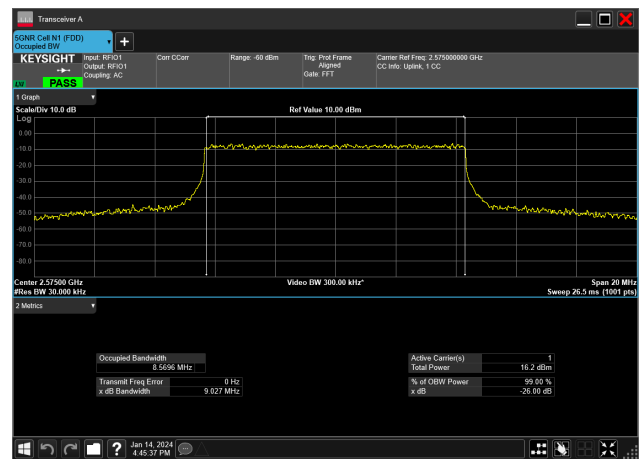 Transceiver A
5GNR Cell N1 (FDD)
Occupied BW
KEYSIGHT
PASS
Input: RFIO1
Output: RFIO1
Coupling: AC
Corr CCorr
Range: -60 dBm
Trig: Prot Frame
Aligned
Gate: FFT
Carrier Ref Freq: 2.575000000 GHz
CC Info: Uplink, 1 CC
1 Graph
Scale/Div 10.0 dB
Ref Value 10.00 dBm
Log
0.00
-10.0
-20.0
-30.0
-40.0
-50.0
-60.0
-70.0
-80.0
Center 2.57500 GHz
Video BW 300.00 kHz*
Span 20 MHz
#Res BW 30.000 kHz
Sweep 26.5 ms (1001 pts)
2 Metrics
Occupied Bandwidth
8.5696 MHz
Transmit Freq Error 0 Hz
x dB Bandwidth 9.027 MHz
Active Carrier(s) 1
Total Power 16.2 dBm
% of OBW Power 99.00 %
x dB -26.00 dB
Jan 14, 2024
4:45:37 PM